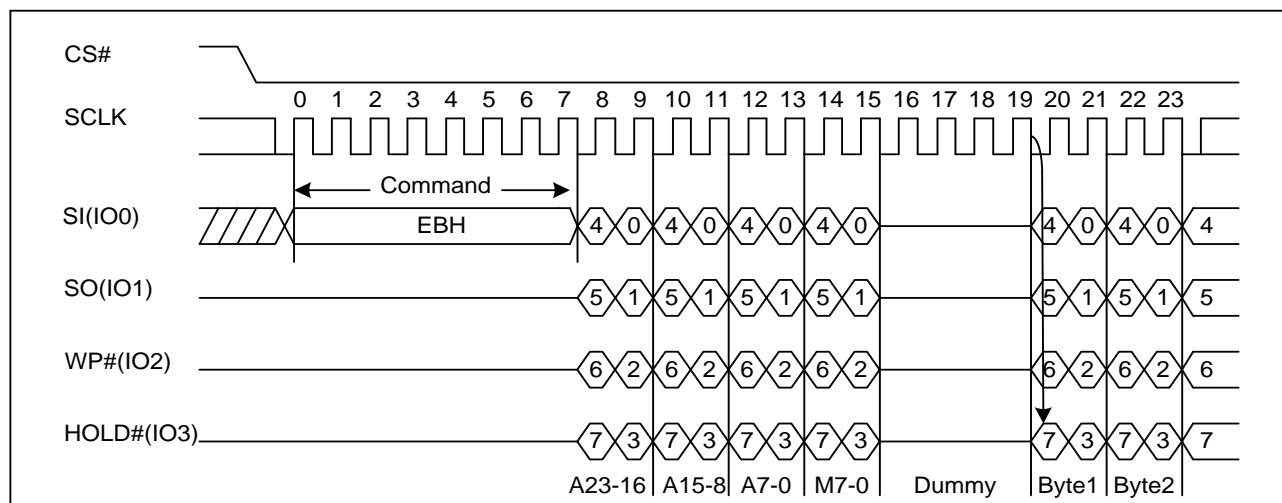 CS#
0 1 2 3 4 5 6 7 8 9 10 11 12 13 14 15 16 17 18 19 20 21 22 23
SCLK
Command
SI(IO0) EBH 4 0 4 0 4 0 4 0 4 0 4 0 4
SO(IO1) 5 1 5 1 5 1 5 1 5 1 5 1 5
WP#(IO2) 6 2 6 2 6 2 6 2 6 2 6 2 6
HOLD#(IO3) 7 3 7 3 7 3 7 3 7 3 7 3 7
A23-16 A15-8 A7-0 M7-0 Dummy Byte1 Byte2